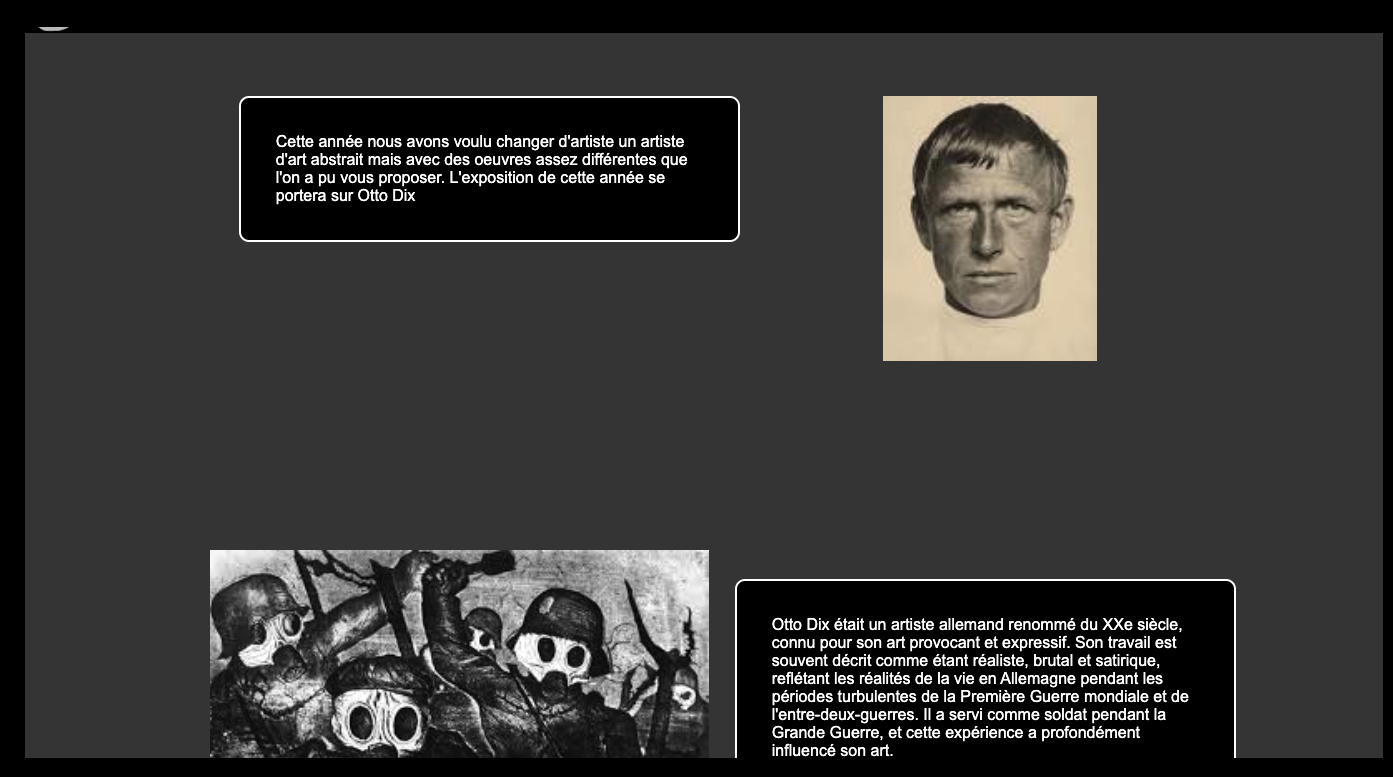 Cette année nous avons voulu changer d'artiste un artiste
d'art abstrait mais avec des oeuvres assez différentes que
l'on a pu vous proposer. L'exposition de cette année se
portera sur Otto Dix
Otto Dix était un artiste allemand renommé du XXe siècle,
connu pour son art provocant et expressif. Son travail est
souvent décrit comme étant réaliste, brutal et satirique,
reflétant les réalités de la vie en Allemagne pendant les
périodes turbulentes de la Première Guerre mondiale et de
l'entre-deux-guerres. Il a servi comme soldat pendant la
Grande Guerre, et cette expérience a profondément
influencé son art.